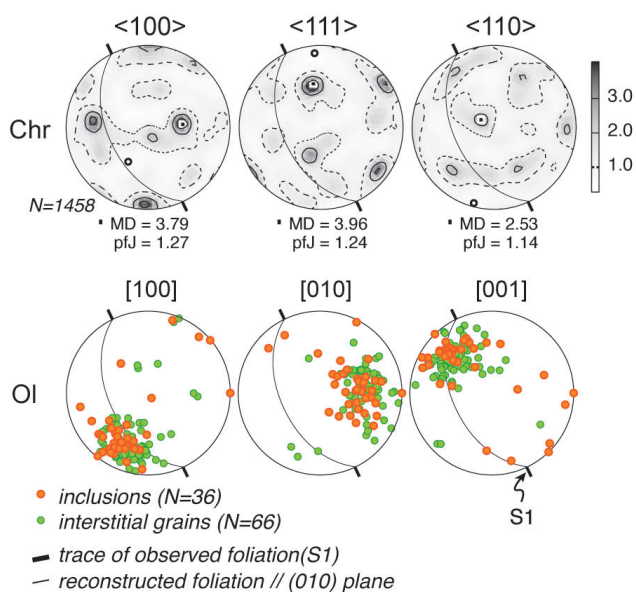 <100> <111> <110>
Chr
3.0
2.0
1.0
N=1458
MD = 3.79 MD = 3.96 MD = 2.53
pfJ = 1.27 pfJ = 1.24 pfJ = 1.14
[100] [010] [001]
Ol
S1
inclusions (N=36)
interstitial grains (N=66)
trace of observed foliation(S1)
reconstructed foliation // (010) plane